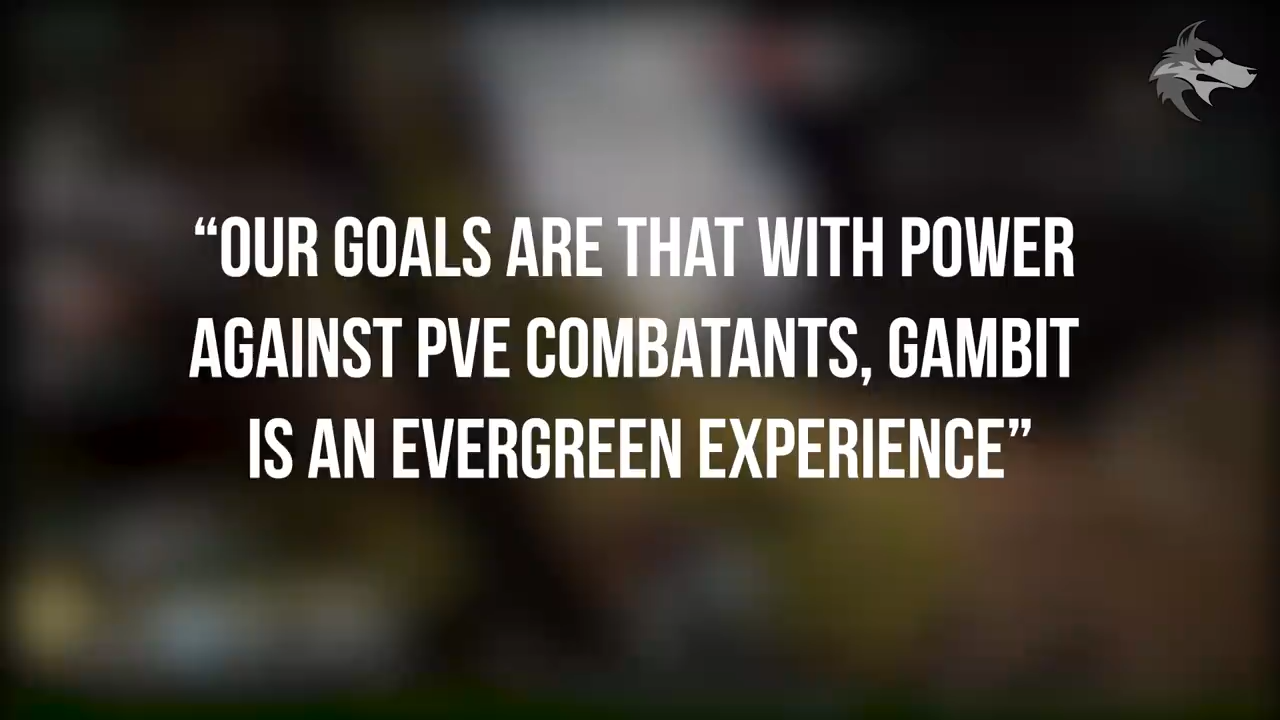 “OUR GOALS ARE THAT WITH POWER
AGAINST PVE COMBATANTS, GAMBIT
IS AN EVERGREEN EXPERIENCE”